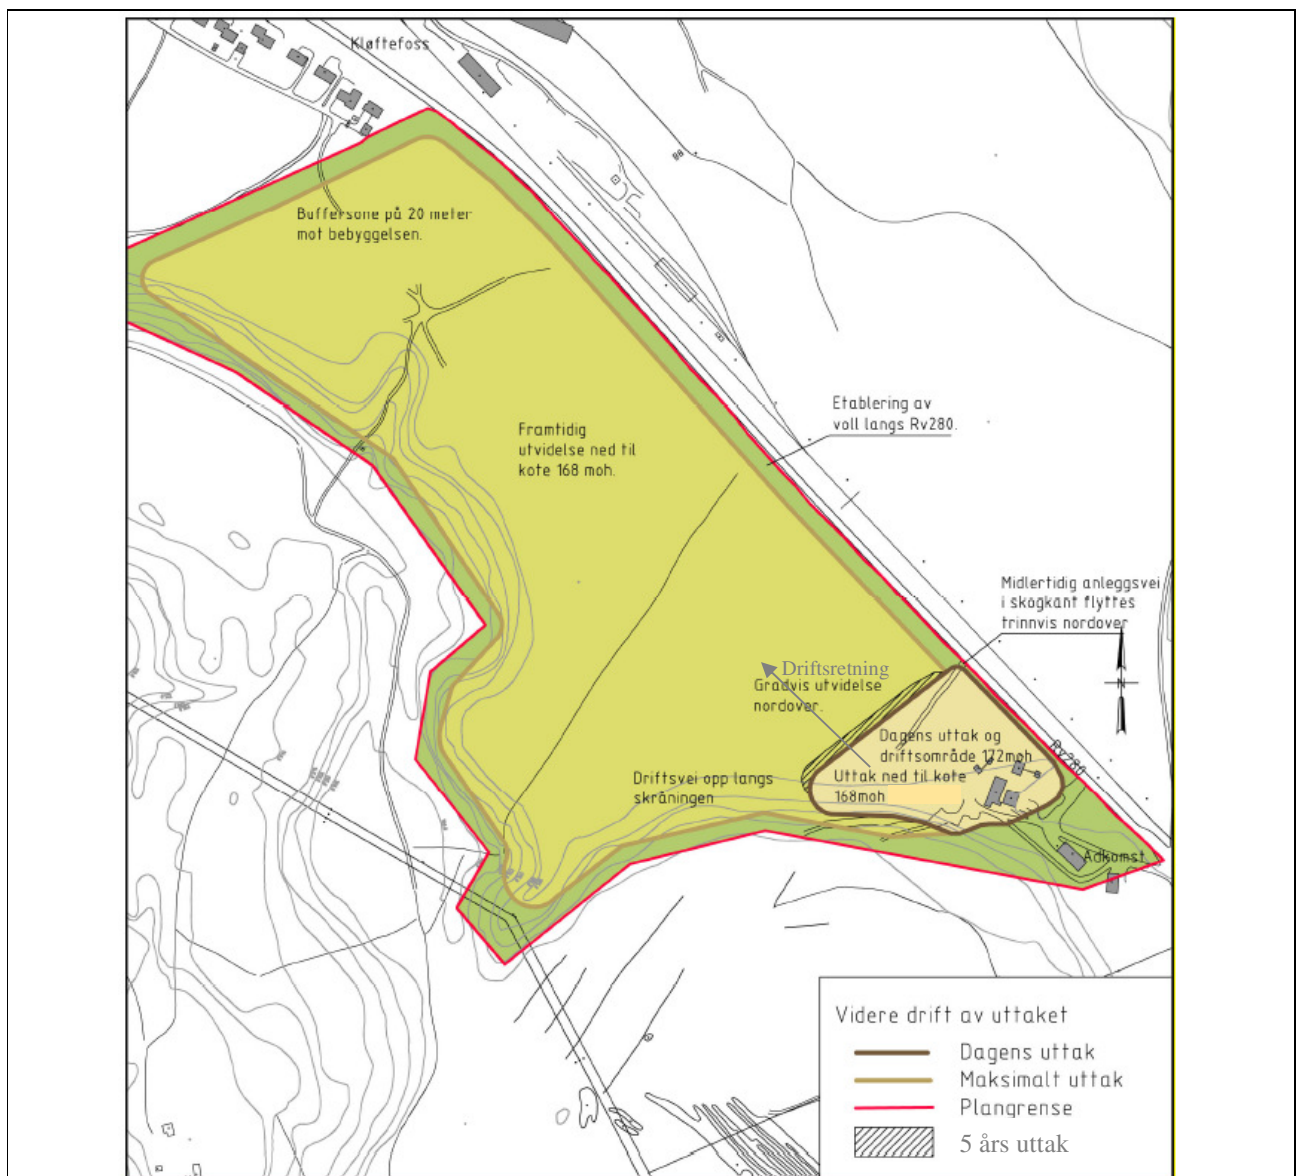 Kløftefoss
Buffersone på 20 meter
mot bebyggelsen.
Etablering av
voll langs Rv280.
Framtidig
utvidelse ned til
kote 168 moh.
Midlertidig anleggsvei
i skogkant flyttes
trinnvis nordover
N
Driftsretning
Gradvis utvidelse
nordover.
Dagens uttak og
driftsområde 172moh
Uttak ned til kote
168moh
Rv280
Driftsvei opp langs
skråningen
Adkomst
Videre drift av uttaket
Dagens uttak
Maksimalt uttak
Plangrense
5 års uttak